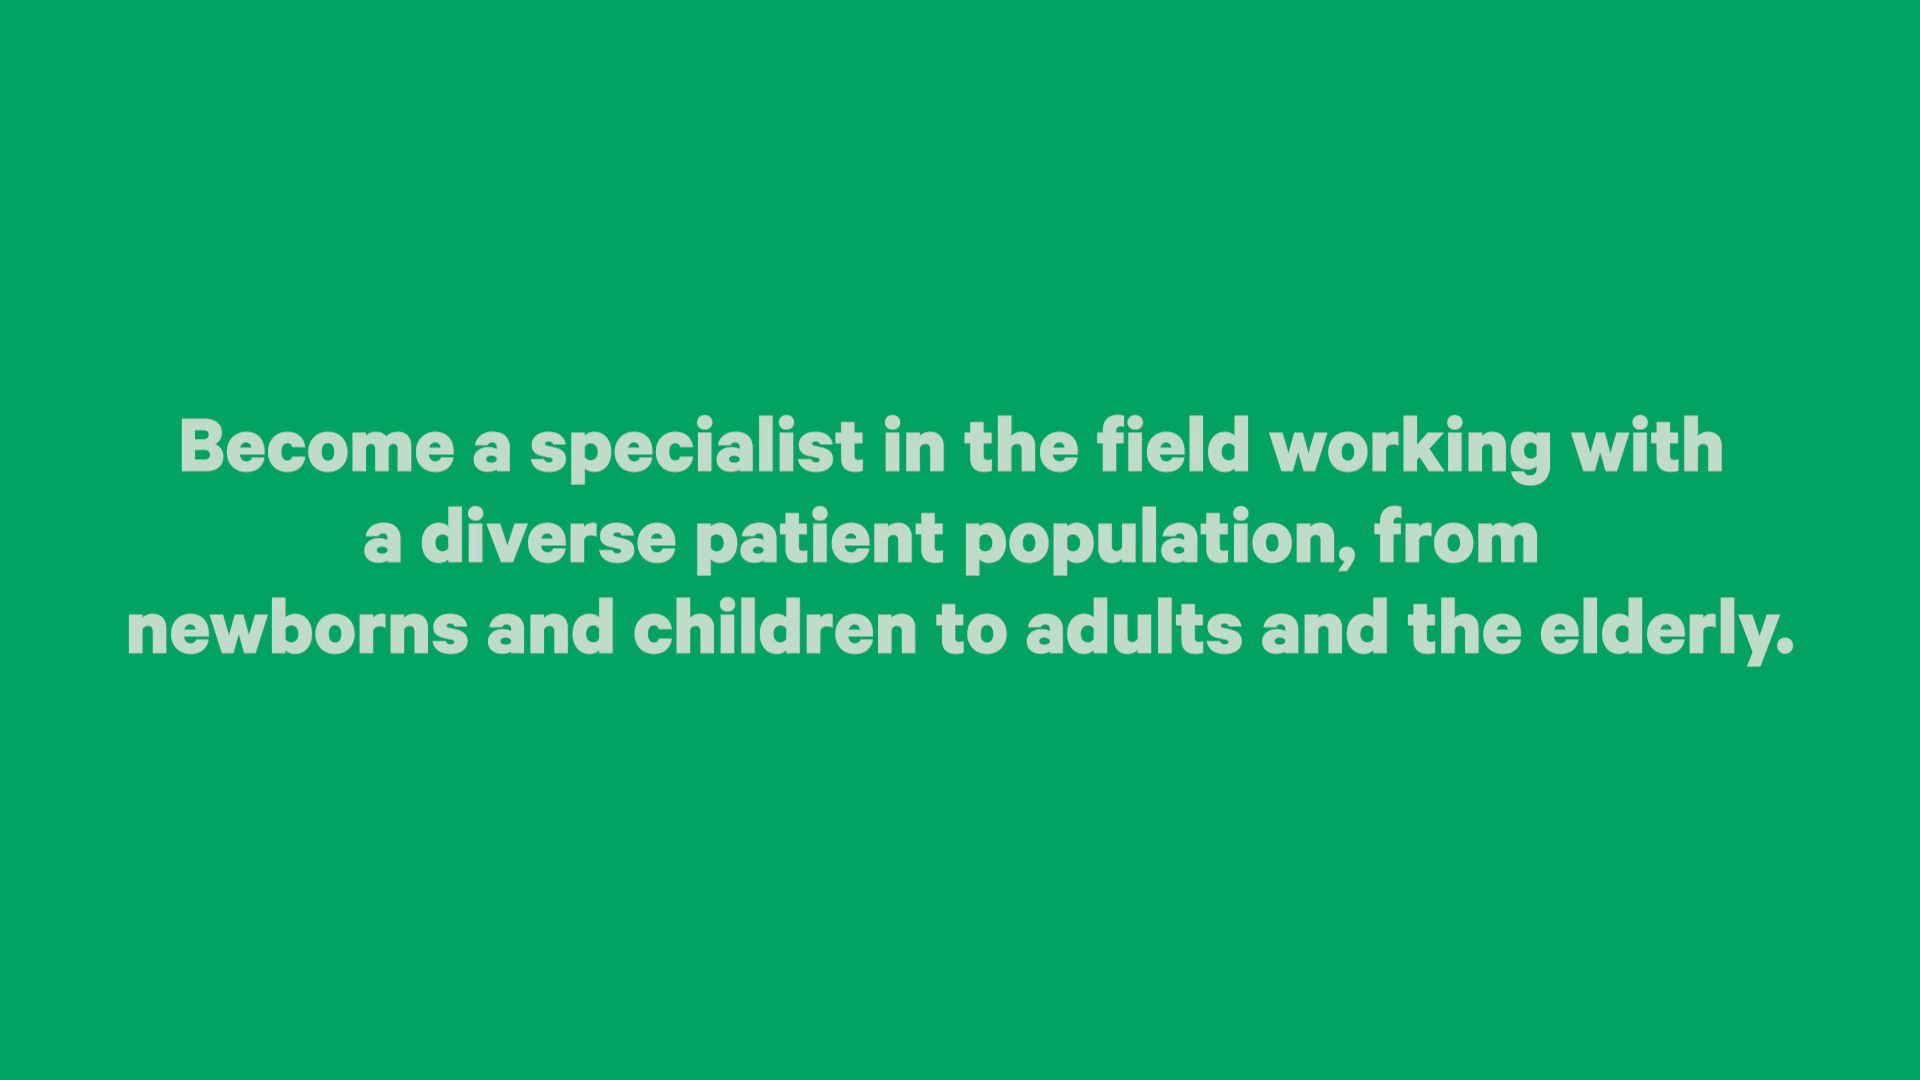 Become a specialist in the field working with
a diverse patient population, from
newborns and children to adults and the elderly.